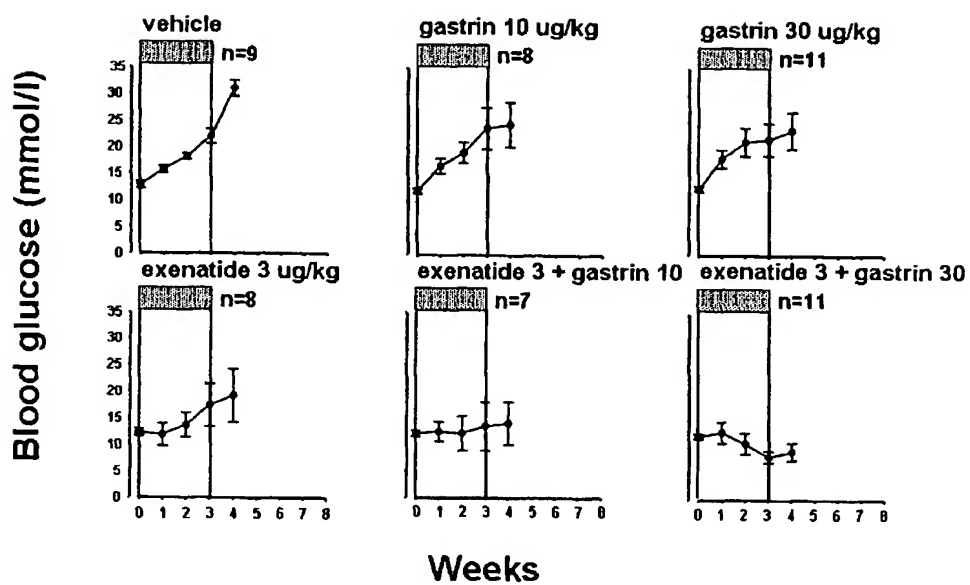 Blood glucose (mmol/l)
vehicle
n=9
35
30
25
20
15
10
5
0
gastrin 10 ug/kg
n=8
gastrin 30 ug/kg
n=11
exenatide 3 ug/kg
n=8
35
30
25
20
15
10
5
0
0 1 2 3 4 5 6 7 8
exenatide 3 + gastrin 10
n=7
0 1 2 3 4 5 6 7 8
exenatide 3 + gastrin 30
n=11
0 1 2 3 4 5 6 7 8
Weeks